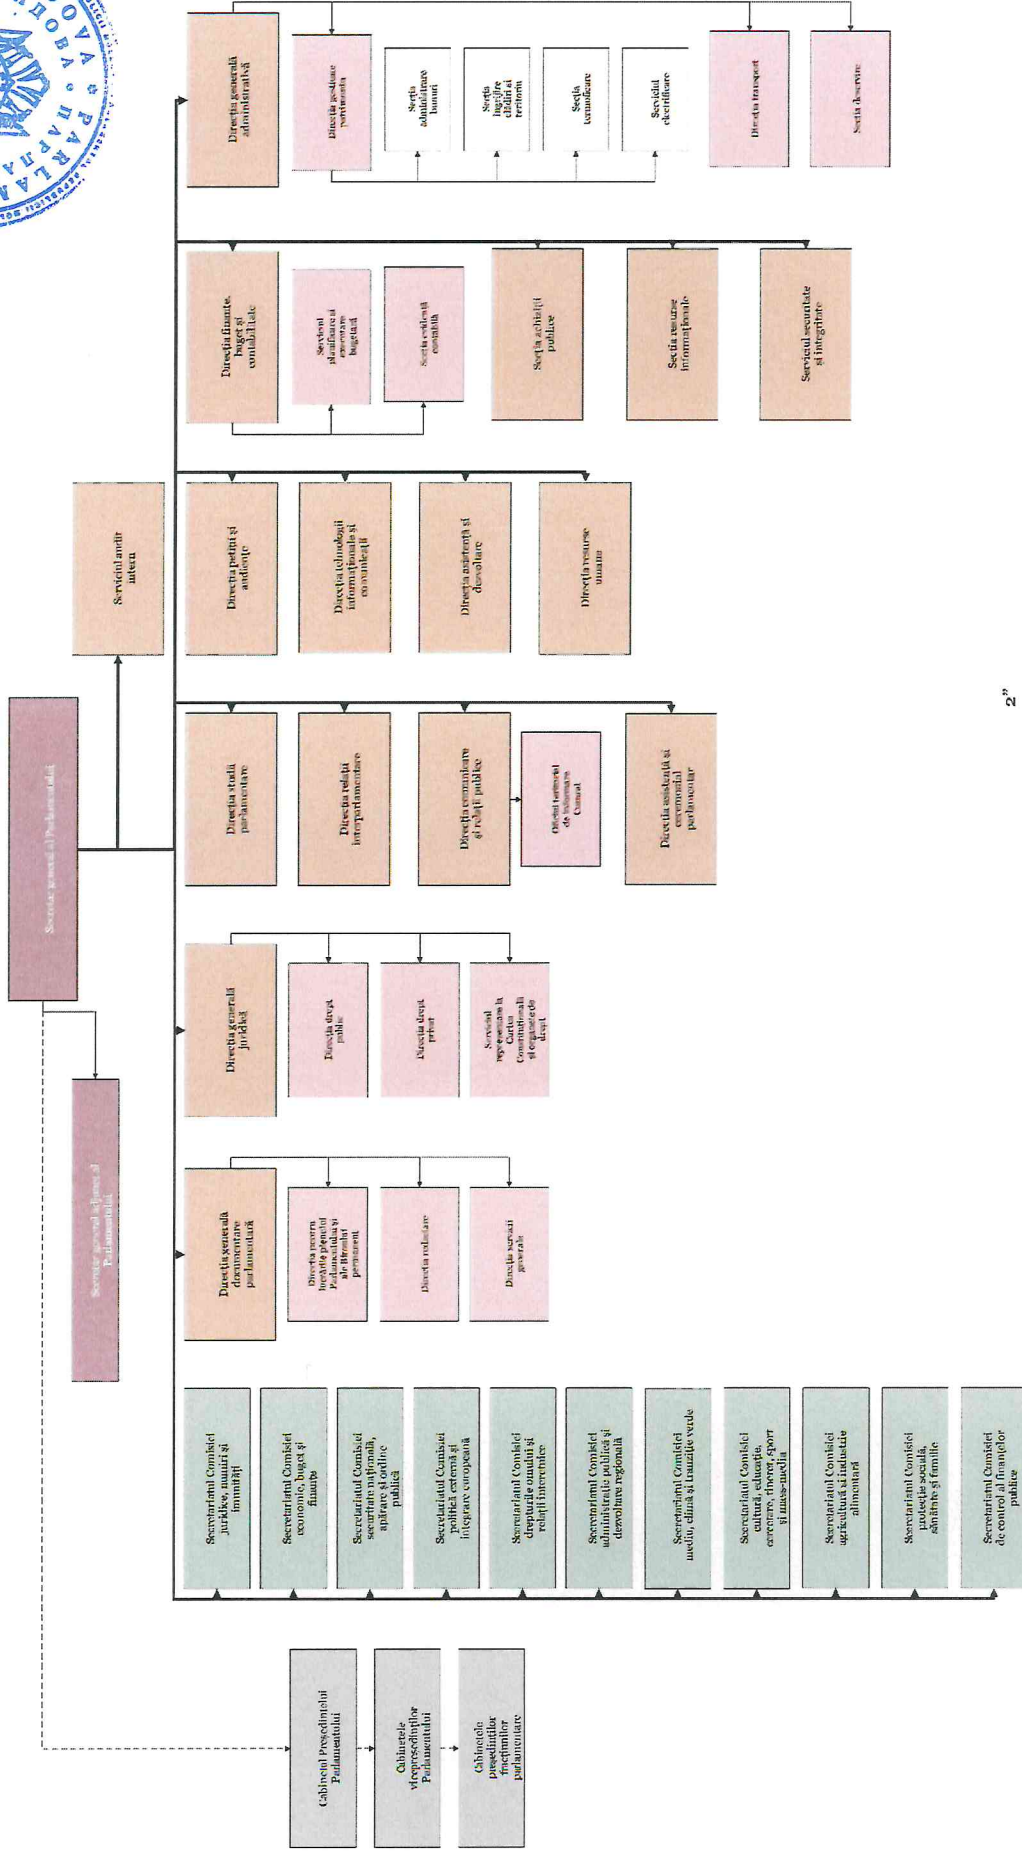 Secretar general al Parlamentului
Secretar general adjunct al
Parlamentului
Serviciul audit
intern
Cabinetul Președintelui
Parlamentului
Cabinetele
vicepreședinților
Parlamentului
Cabinetele
președinților
fracțiunilor
parlamentare
Secretariatul Comisiei
juridice, numiri și
imunități
Secretariatul Comisiei
economie, buget și
finanțe
Secretariatul Comisiei
securitate națională,
apărare și ordine
publică
Secretariatul Comisiei
politică externă și
integrare europeană
Secretariatul Comisiei
drepturile omului și
relații interetnice
Secretariatul Comisiei
administrație publică și
dezvoltare regională
Secretariatul Comisiei
mediu, climă și tranziție verde
Secretariatul Comisiei
cultură, educație,
cercetare, tineret, sport
și mass-media
Secretariatul Comisiei
agricultură și industrie
alimentară
Secretariatul Comisiei
protecție socială,
sănătate și familie
Secretariatul Comisiei
de control al finanțelor
publice
Direcția generală
documentare
parlamentară
Direcția pentru
lucrările plenului
Parlamentului și
ale Biroului
permanent
Direcția redactare
Direcția servicii
generale
Direcția generală
juridică
Direcția drept
public
Direcția drept
privat
Serviciul
reprezentare la
Curtea
Constituțională
și organele de
drept
Direcția studii
parlamentare
Direcția relații
interparlamentare
Direcția comunicare
și relații publice
Oficiul teritorial
de informare
Comrat
Direcția asistență și
ceremonial
parlamentar
Direcția petiții și
audiențe
Direcția tehnologii
informaționale și
comunicații
Direcția asistență și
dezvoltare
Direcția resurse
umane
Direcția finanțe,
buget și
contabilitate
Serviciul
planificare și
executare
bugetară
Secția evidență
contabilă
Secția achiziții
publice
Secția resurse
informaționale
Serviciul securitate
și integritate
Direcția generală
administrativă
Direcția gestionare
patrimoniu
Secția
administrare
bunuri
Secția
îngrijire
clădiri și
teritoriu
Secția
termoficare
Serviciul
electrificare
Direcția transport
Secția deservire
2”